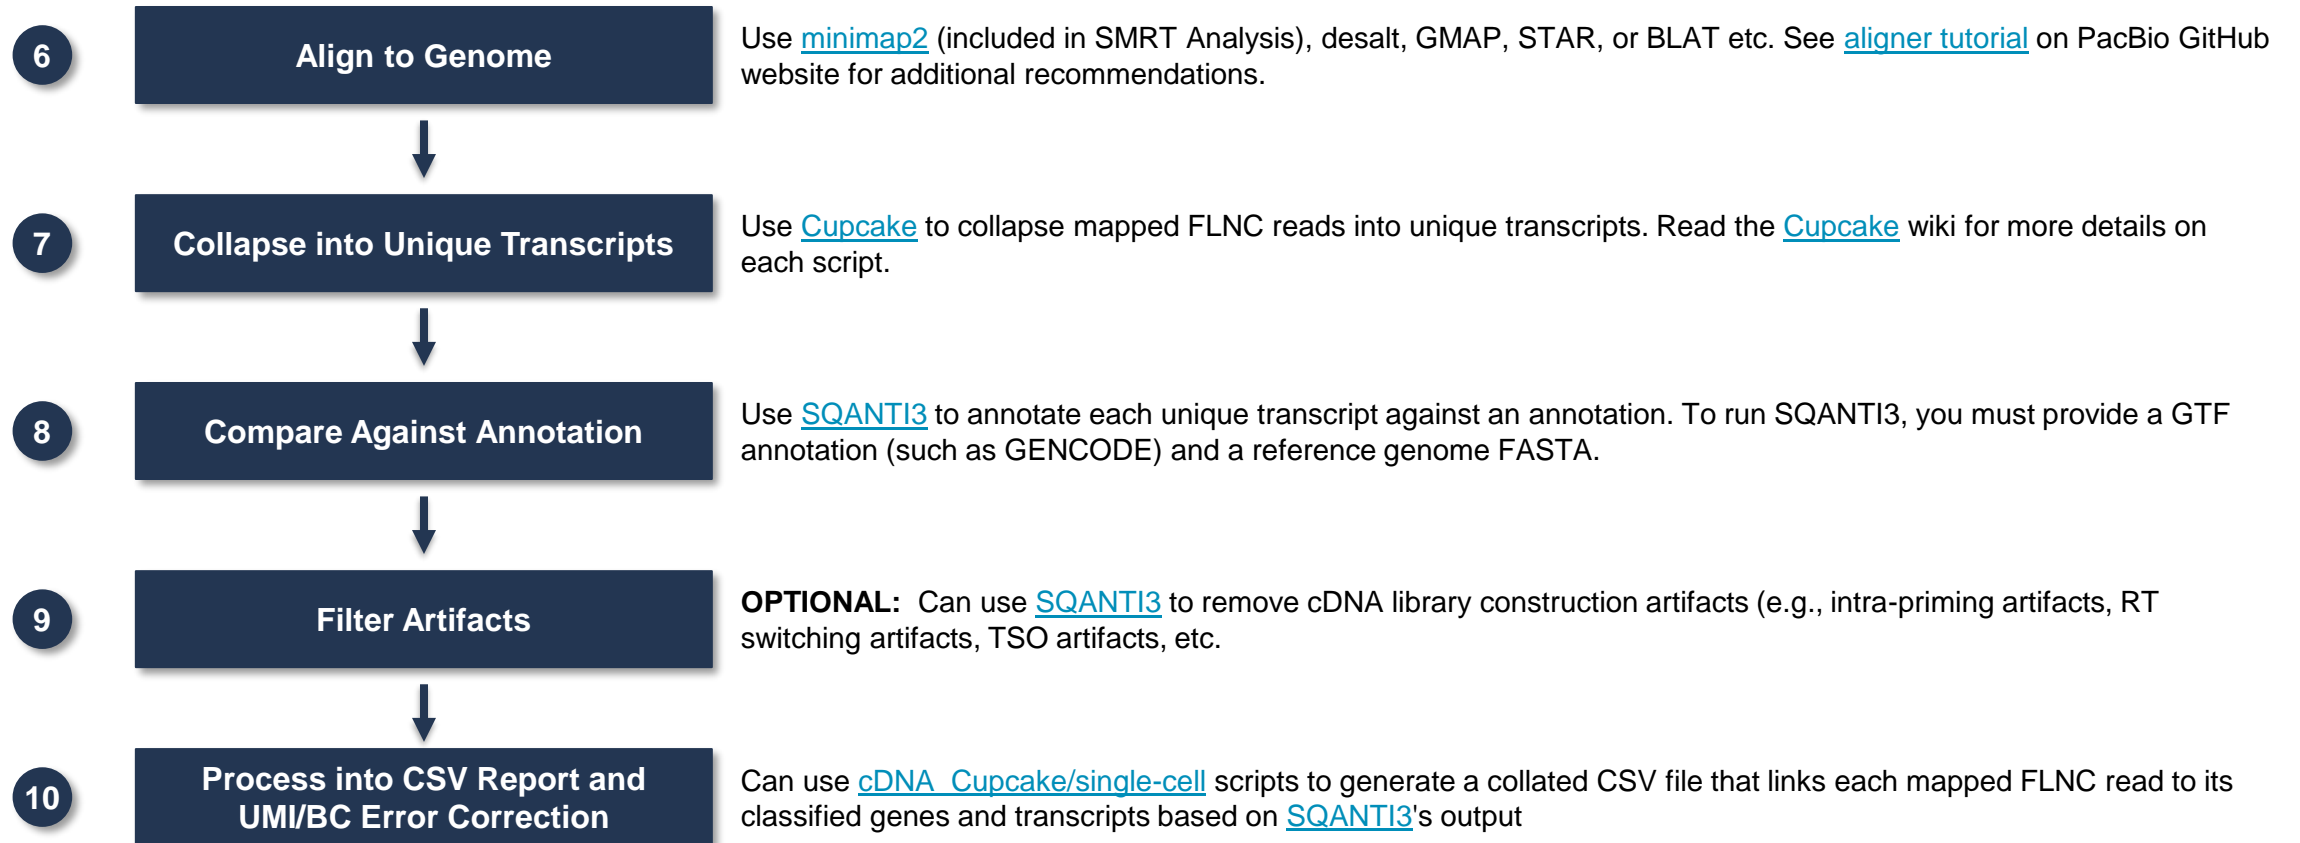 6
Align to Genome
Use minimap2 (included in SMRT Analysis), desalt, GMAP, STAR, or BLAT etc. See aligner tutorial on PacBio GitHub
website for additional recommendations.
7
Collapse into Unique Transcripts
Use Cupcake to collapse mapped FLNC reads into unique transcripts. Read the Cupcake wiki for more details on
each script.
8
Compare Against Annotation
Use SQANTI3 to annotate each unique transcript against an annotation. To run SQANTI3, you must provide a GTF
annotation (such as GENCODE) and a reference genome FASTA.
9
Filter Artifacts
OPTIONAL:  Can use SQANTI3 to remove cDNA library construction artifacts (e.g., intra-priming artifacts, RT
switching artifacts, TSO artifacts, etc.
10
Process into CSV Report and
UMI/BC Error Correction
Can use cDNA_Cupcake/single-cell scripts to generate a collated CSV file that links each mapped FLNC read to its
classified genes and transcripts based on SQANTI3's output